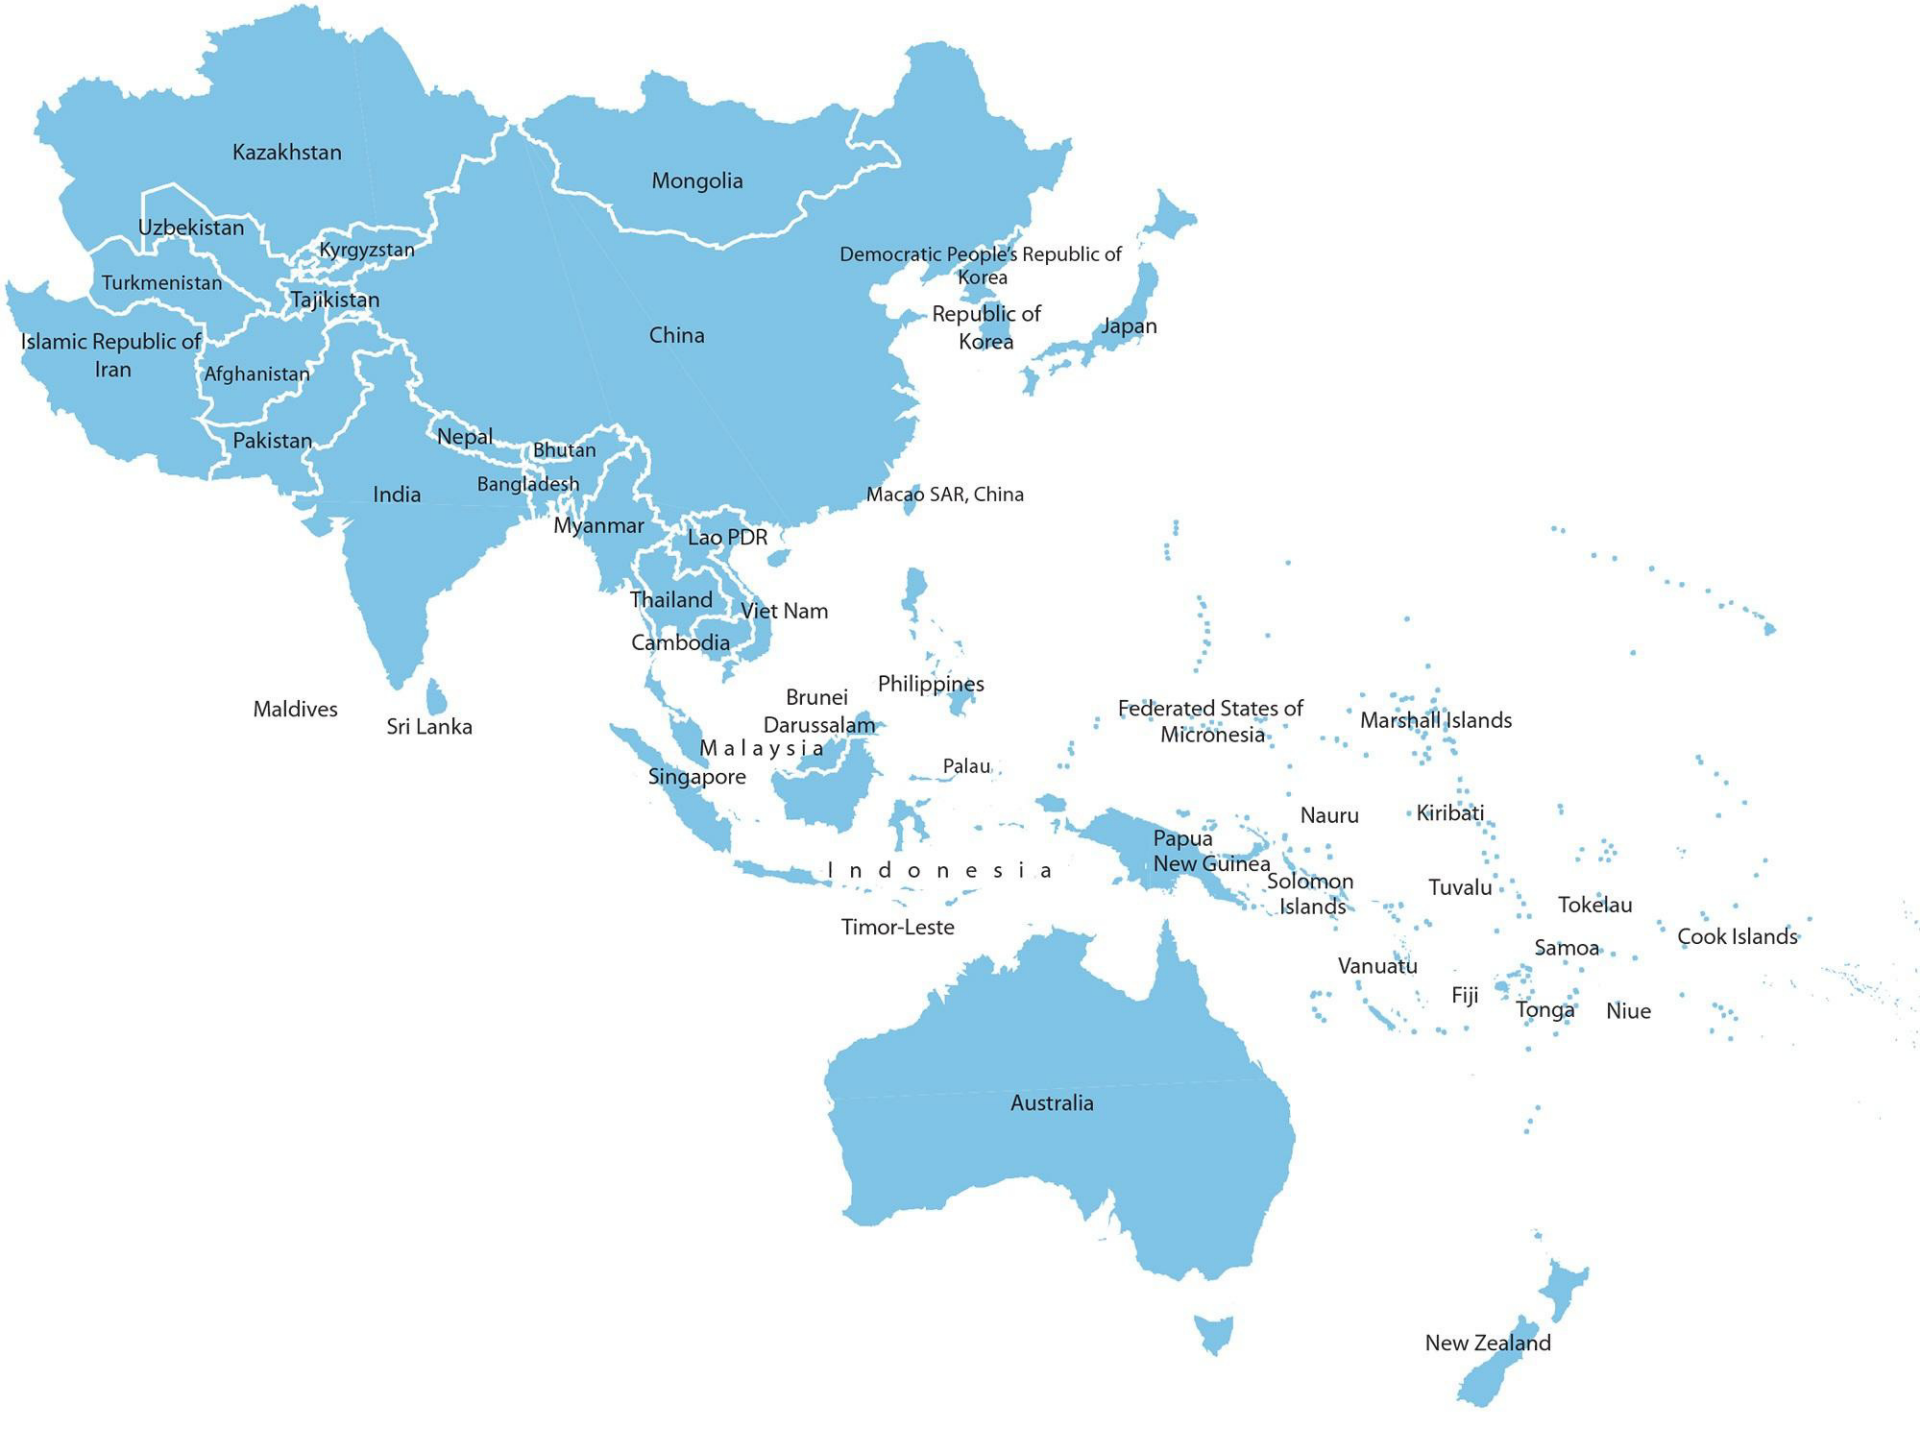 Kazakhstan
Mongolia
Uzbekistan
Kyrgyzstan
Democratic People's Republic of
Korea
Turkmenistan
Tajikistan
Republic of
Korea
Japan
China
Islamic Republic of
Iran
Afghanistan
Pakistan
Nepal
Bhutan
Bangladesh
India
Macao SAR, China
Myanmar
Lao PDR
Thailand
Viet Nam
Cambodia
Philippines
Maldives
Sri Lanka
Brunei
Darussalam
Malaysia
Singapore
Palau
Federated States of
Micronesia
Marshall Islands
Nauru
Kiribati
Papua
New Guinea
Indonesia
Solomon
Islands
Tuvalu
Tokelau
Timor-Leste
Samoa
Cook Islands
Vanuatu
Fiji
Tonga
Niue
Australia
New Zealand